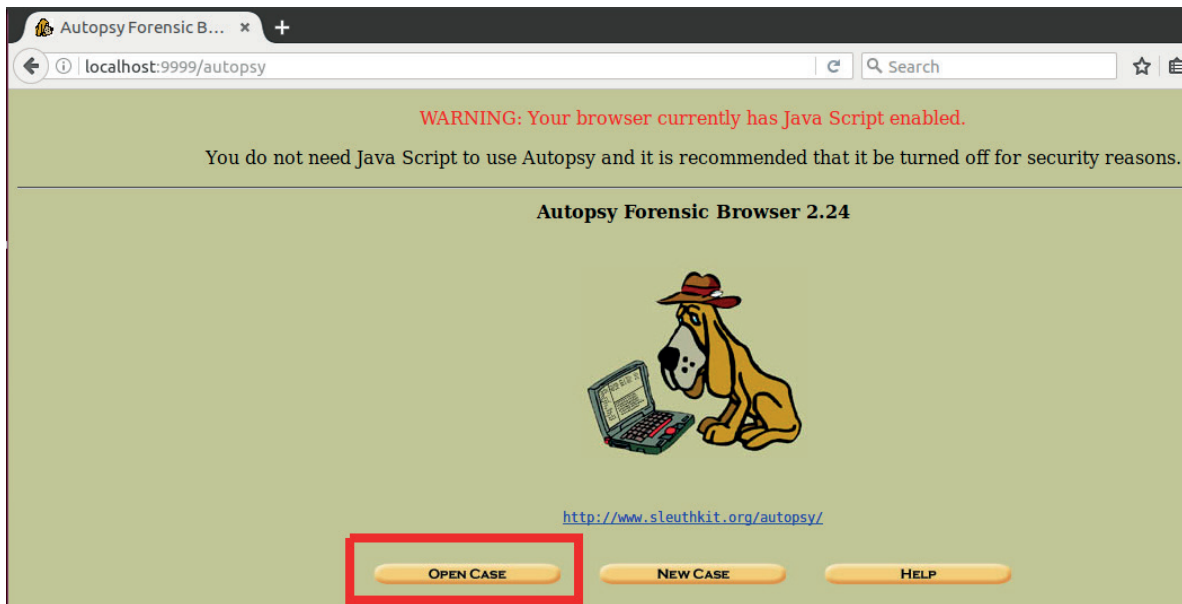 Autopsy Forensic B...
localhost:9999/autopsy
Search
WARNING: Your browser currently has Java Script enabled.
You do not need Java Script to use Autopsy and it is recommended that it be turned off for security reasons.
Autopsy Forensic Browser 2.24
http://www.sleuthkit.org/autopsy/
OPEN CASE
NEW CASE
HELP